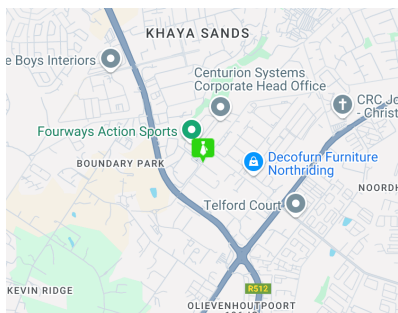 KHAYA SANDS
e Boys Interiors
Centurion Systems
Corporate Head Office
CRC Jo
- Christ
Fourways Action Sports
BOUNDARY PARK
Decofurn Furniture
Northriding
NOORDH
Telford Court
R512
KEVIN RIDGE
OLIEVENHOUTPOORT